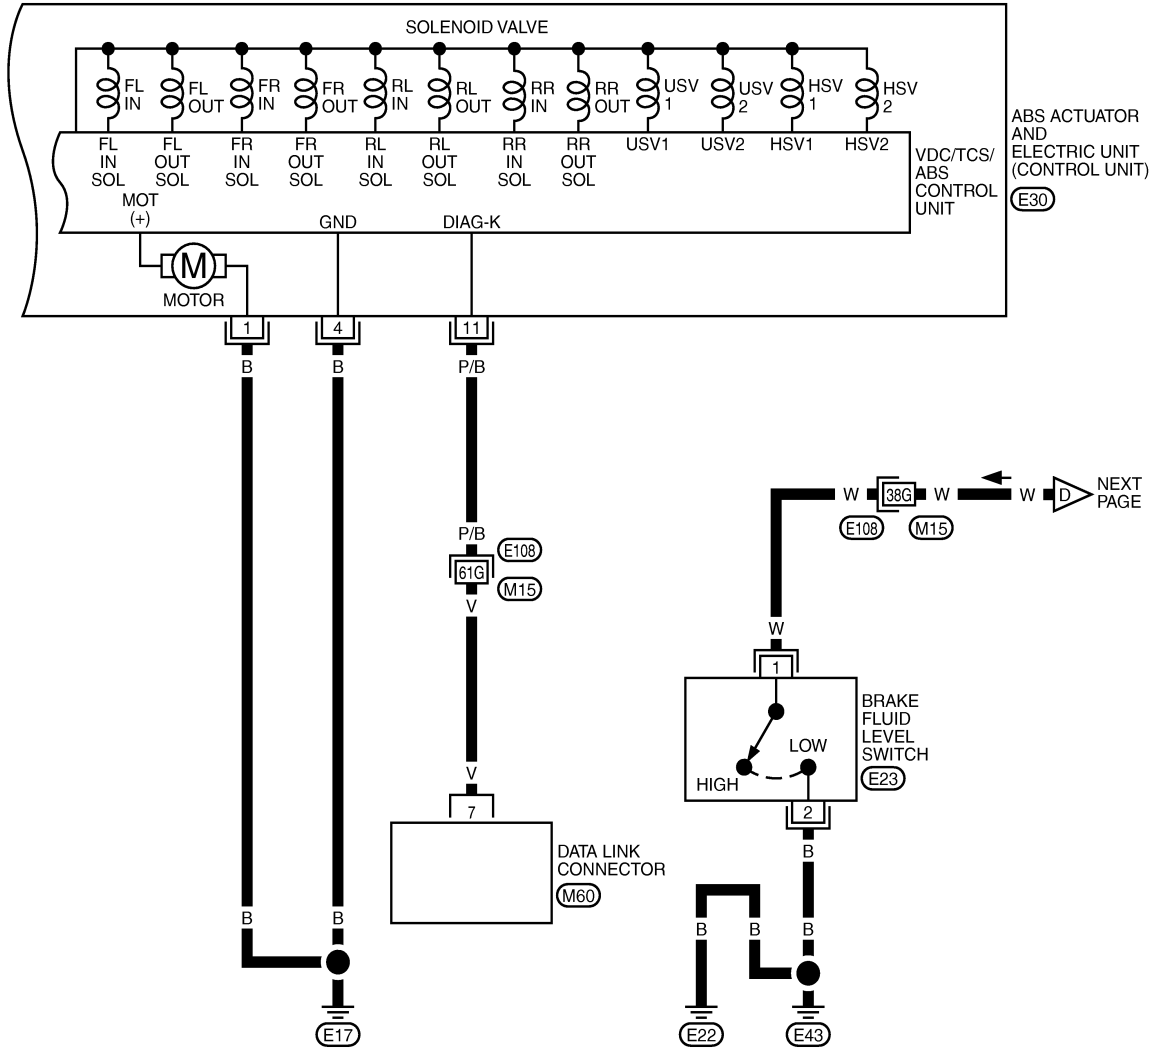 SOLENOID VALVE
FL
IN
FL
OUT
FR
IN
FR
OUT
RL
IN
RL
OUT
RR
IN
RR
OUT
USV
1
USV
2
HSV
1
HSV
2
FL
IN
SOL
FL
OUT
SOL
FR
IN
SOL
FR
OUT
SOL
RL
IN
SOL
RL
OUT
SOL
RR
IN
SOL
RR
OUT
SOL
USV1
USV2
HSV1
HSV2
VDC/TCS/
ABS
CONTROL
UNIT
ABS ACTUATOR
AND
ELECTRIC UNIT
(CONTROL UNIT)
E30
MOT
(+)
GND
DIAG-K
M
MOTOR
1
4
11
B
B
P/B
P/B
E108
61G
M15
V
V
7
DATA LINK
CONNECTOR
M60
B
B
E17
W
38G
W
W
D
NEXT
PAGE
E108
M15
W
1
BRAKE
FLUID
LEVEL
SWITCH
E23
LOW
HIGH
2
B
B
B
B
E22
E43